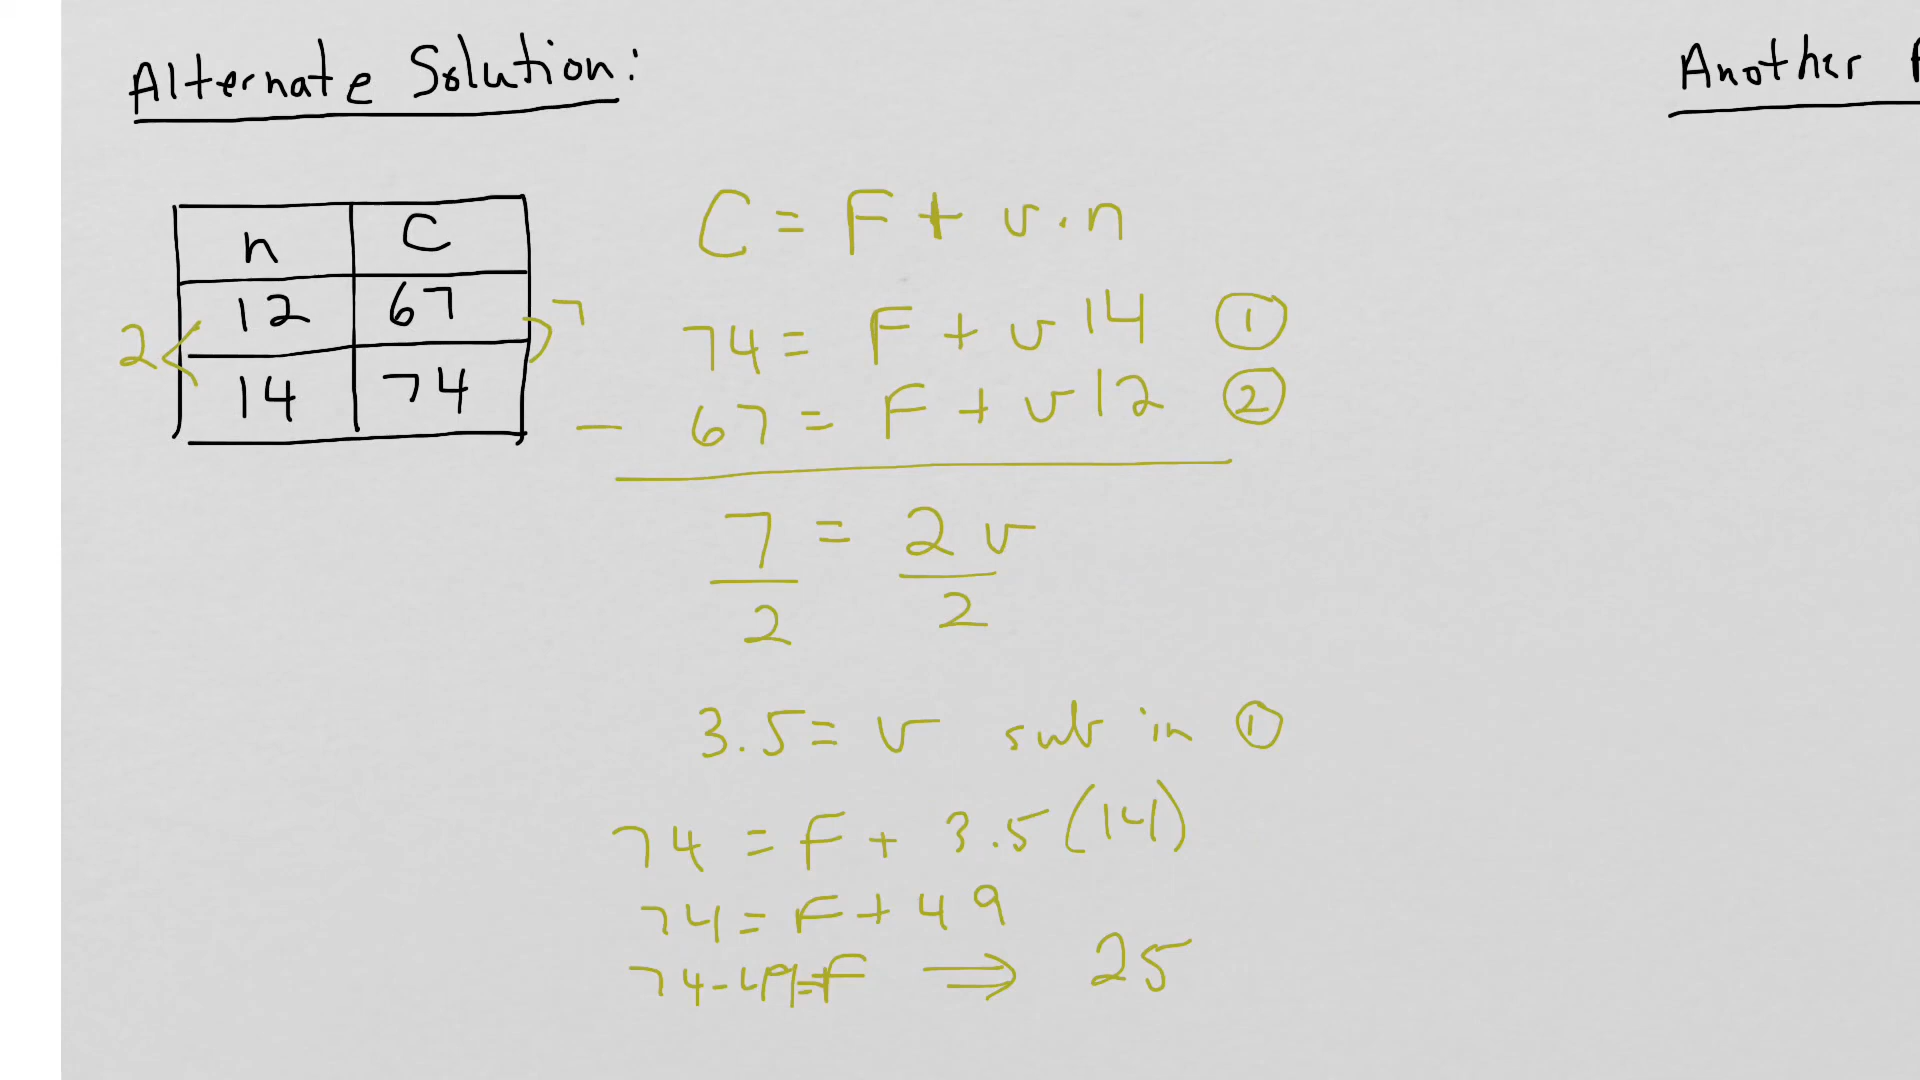 Alternate Solution:
Another
n C
12 67
14 74
2 7
C = F + v · n
74 = F + v 14 ①
- 67 = F + v 12 ②
7 = 2 v
2 2
3.5 = v sub in ①
74 = F + 3.5 (14)
74 = F + 49
74 - 49 = F ⇒ 25